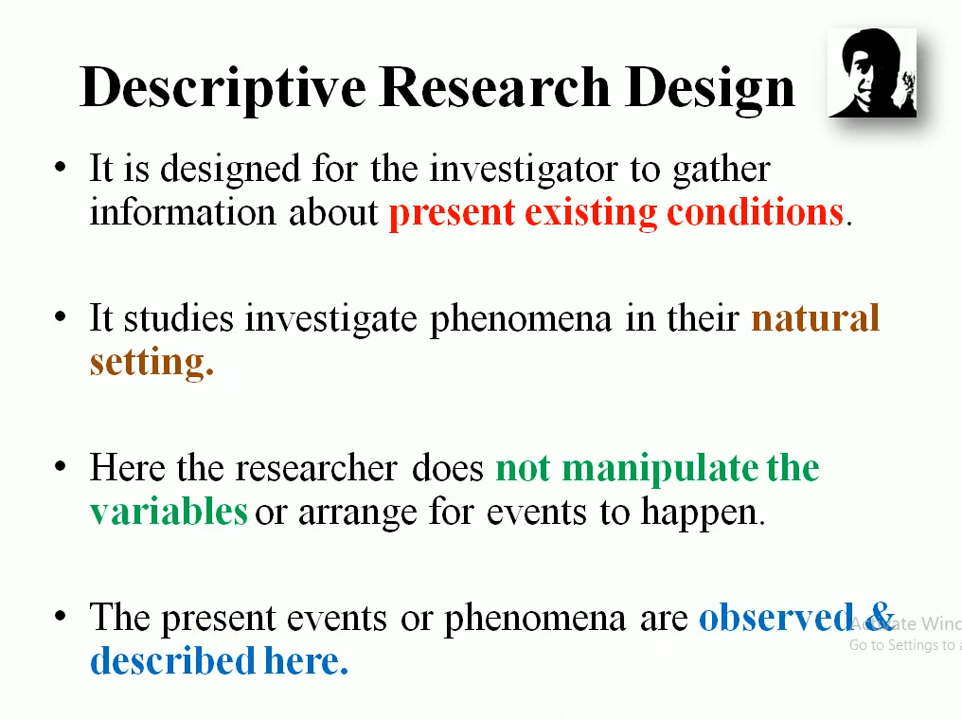 Descriptive Research Design
• It is designed for the investigator to gather
information about present existing conditions.
• It studies investigate phenomena in their natural
setting.
• Here the researcher does not manipulate the
variables or arrange for events to happen.
• The present events or phenomena are observed &
described here.
Activate Winc
Go to Settings to a